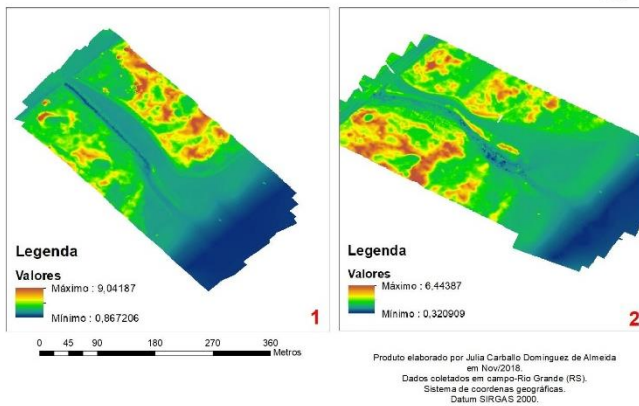 Legenda
Valores
Máximo : 9,04187
Mínimo : 0,867206
1
Legenda
Valores
Máximo : 6,44387
Mínimo : 0,320909
2
0 45 90 180 270 360
Metros
Produto elaborado por Julia Carballo Dominguez de Almeida
em Nov/2018.
Dados coletados em campo-Rio Grande (RS).
Sistema de coordenas geográficas.
Datum SIRGAS 2000.